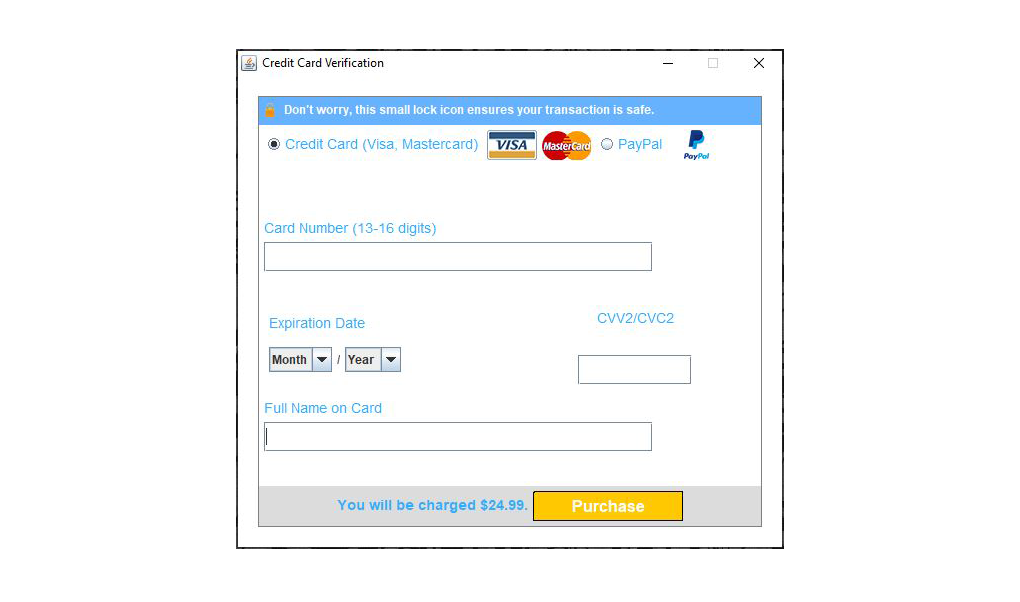 Credit Card Verification
Don't worry, this small lock icon ensures your transaction is safe.
Credit Card (Visa, Mastercard) VISA MasterCard PayPal PayPal
Card Number (13-16 digits)
Expiration Date
CVV2/CVC2
Month / Year
Full Name on Card
You will be charged $24.99. Purchase